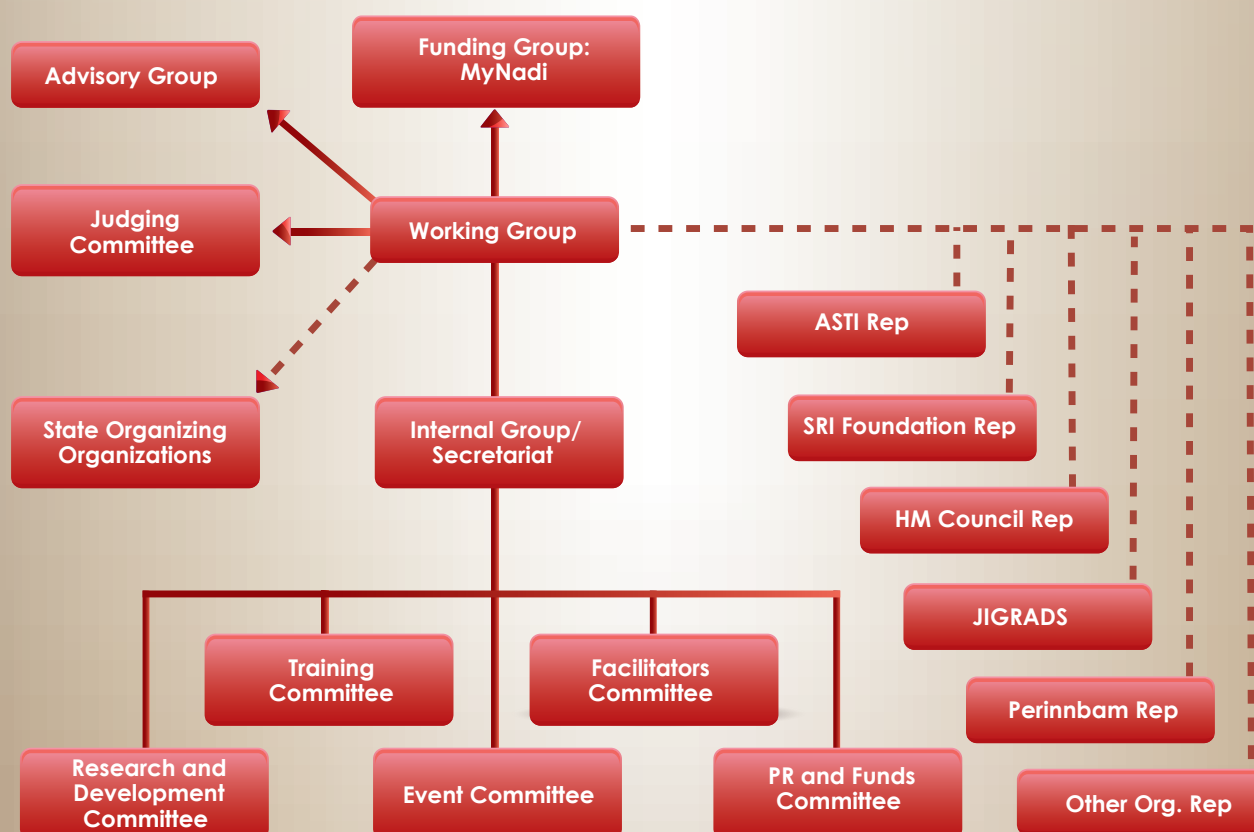 Funding Group:
MyNadi
Advisory Group
Judging
Committee
Working Group
ASTI Rep
State Organizing
Organizations
Internal Group/
Secretariat
SRI Foundation Rep
HM Council Rep
JIGRADS
Training
Committee
Facilitators
Committee
Perinnbam Rep
Research and
Development
Committee
Event Committee
PR and Funds
Committee
Other Org. Rep